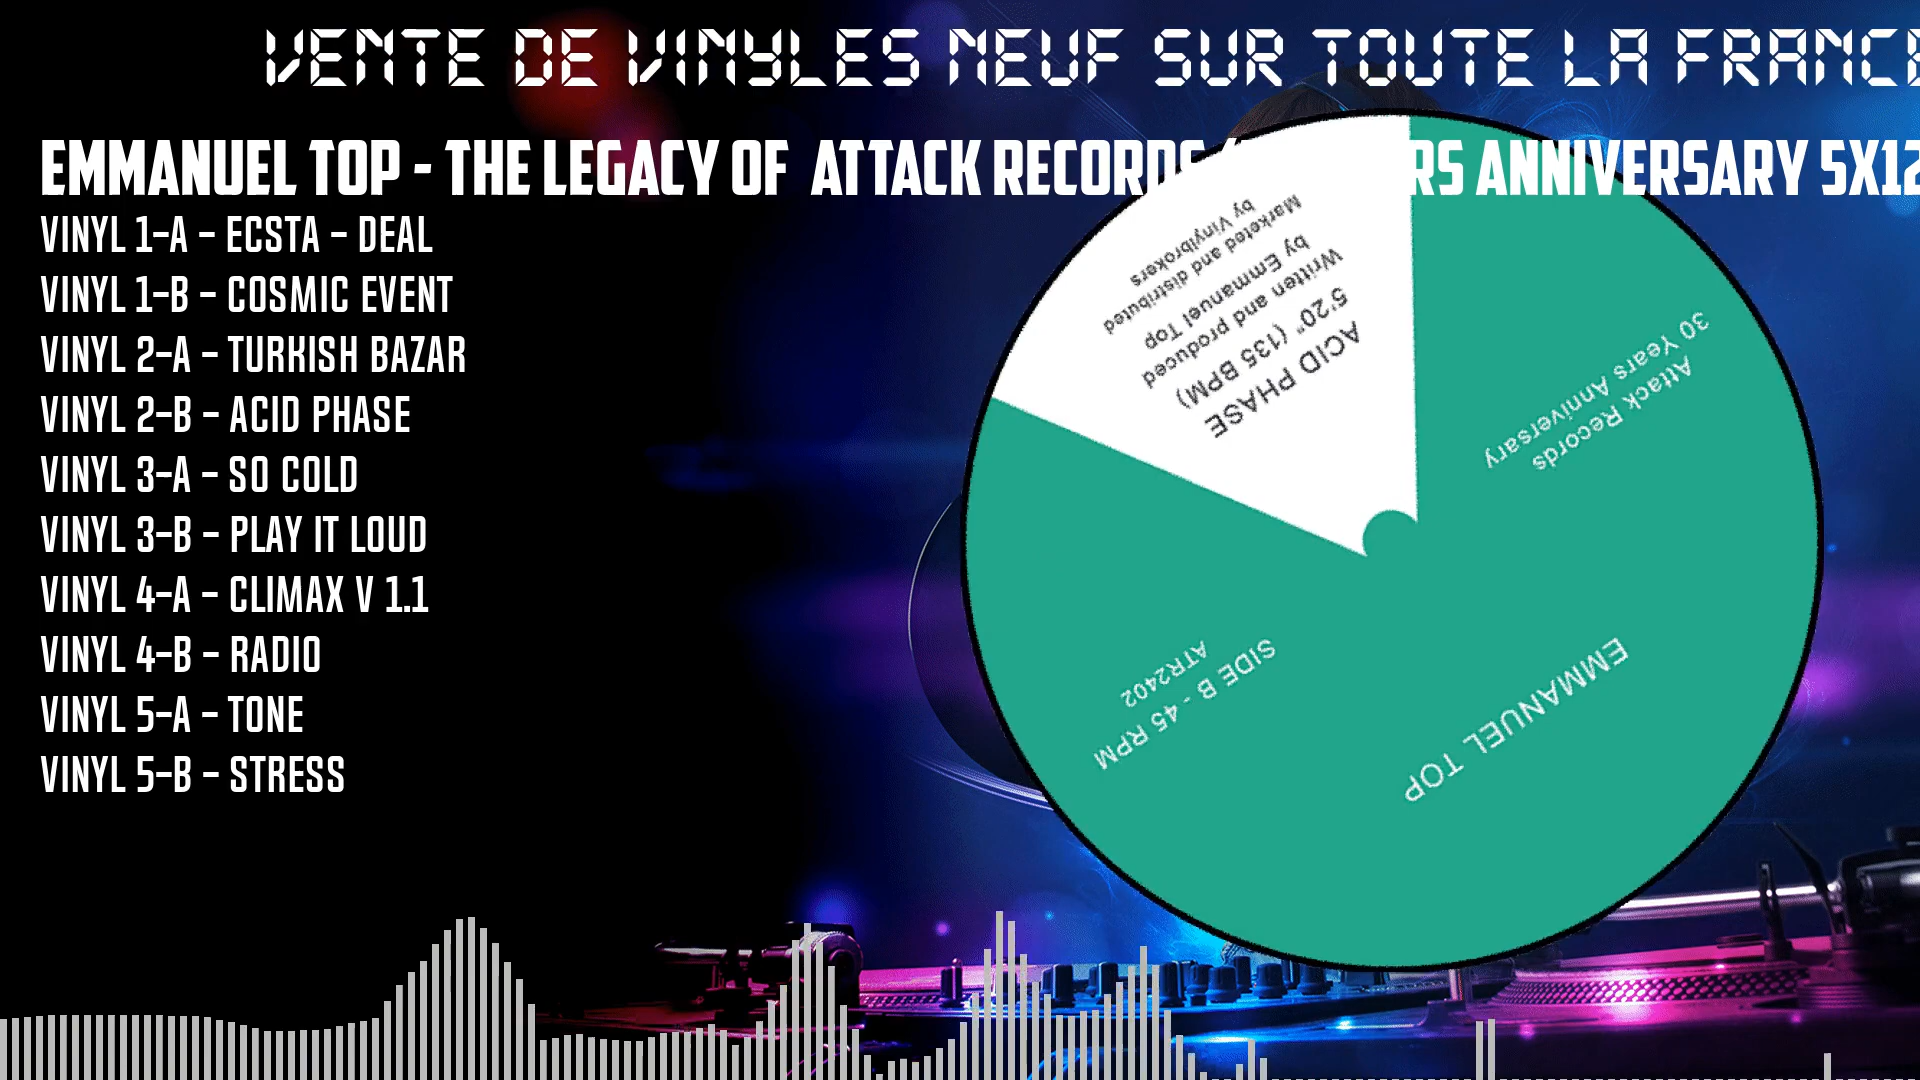 VENTE DE VINYLES NEUF SUR TOUTE LA FRANCE
EMMANUEL TOP - THE LEGACY OF ATTACK RECORDS RS ANNIVERSARY 5X12
VINYL 1-A - ECSTA - DEAL
VINYL 1-B - COSMIC EVENT
VINYL 2-A - TURKISH BAZAR
VINYL 2-B - ACID PHASE
VINYL 3-A - SO COLD
VINYL 3-B - PLAY IT LOUD
VINYL 4-A - CLIMAX V 1.1
VINYL 4-B - RADIO
VINYL 5-A - TONE
VINYL 5-B - STRESS
EMMANUEL TOP
SIDE B - 45 RPM
ATR2402
Attack Records
30 Years Anniversary
ACID PHASE
5'20" (135 BPM)
Written and produced
by Emmanuel Top
Marketed and distributed
by Vinylbrokers